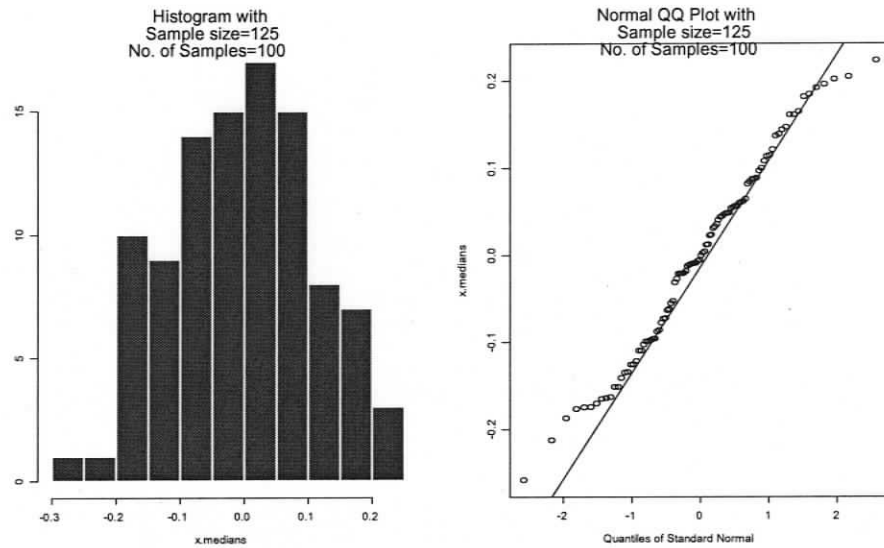 Histogram with
Sample size=125
No. of Samples=100
15
10
5
0
-0.3
-0.1
0.0
0.1
0.2
x.medians
Normal QQ Plot with
Sample size=125
No. of Samples=100
0.2
0.1
0.0
-0.1
-0.2
x.medians
-2
-1
0
1
2
Quantiles of Standard Normal